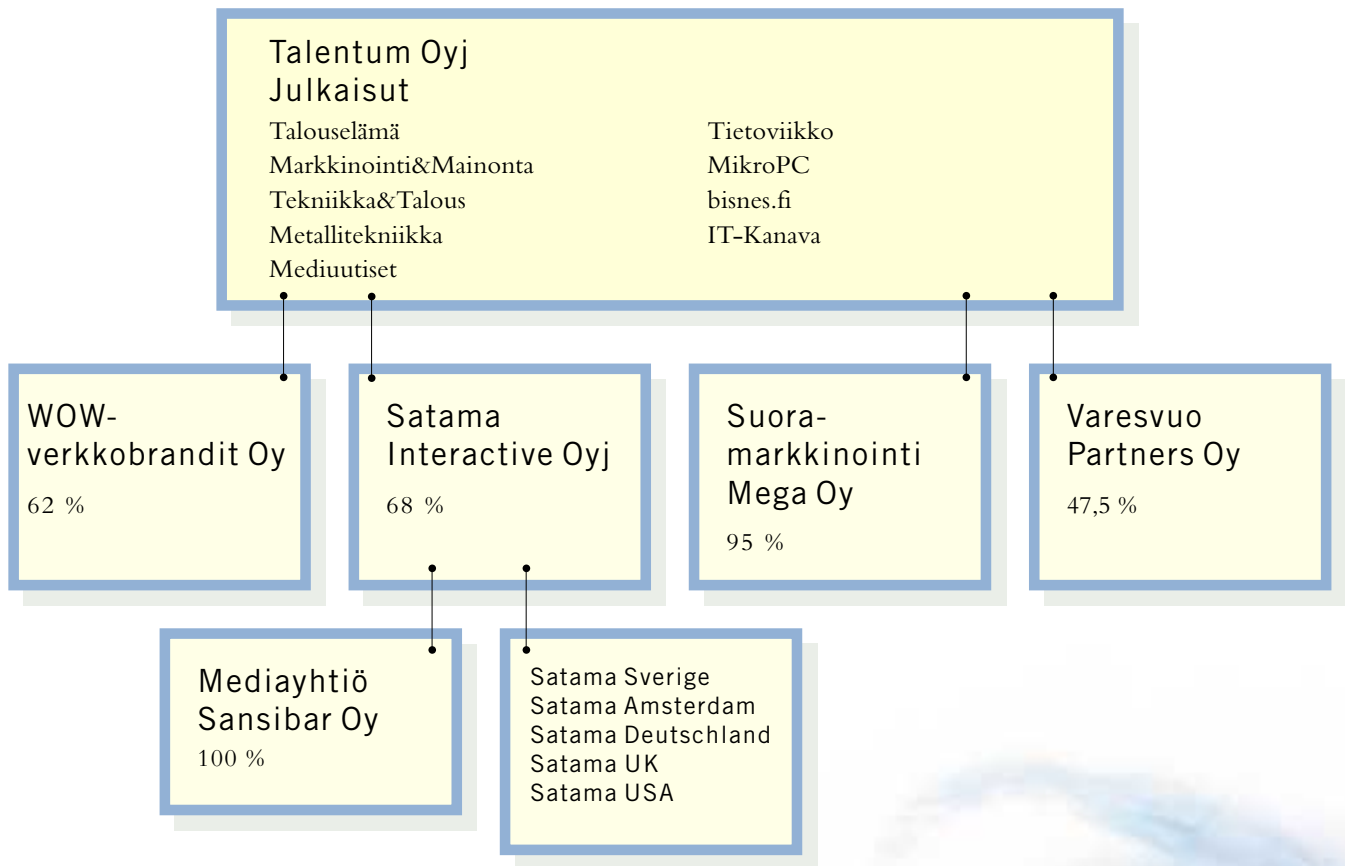 Talentum Oyj
Julkaisut
Talouselämä
Markkinointi&Mainonta
Tekniikka&Talous
Metallitekniikka
Mediuutiset
Tietoviikko
MikroPC
bisnes.fi
IT-Kanava
WOW-
verkkobrandit Oy
62 %
Satama
Interactive Oyj
68 %
Suora-
markkinointi
Mega Oy
95 %
Varesvuo
Partners Oy
47,5 %
Mediayhtiö
Sansibar Oy
100 %
Satama Sverige
Satama Amsterdam
Satama Deutschland
Satama UK
Satama USA